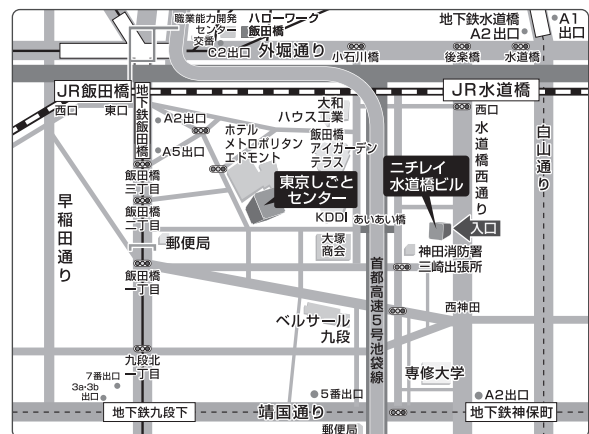 職業能力開発
センター
交番
ハローワーク
飯田橋
C2出口
外堀通り
小石川橋
後楽橋
水道橋
地下鉄水道橋
A2出口
A1
出口
JR飯田橋
西口
東口
地下鉄飯田橋
JR水道橋
西口
A2出口
A5出口
ホテル
メトロポリタン
エドモント
大和
ハウス工業
飯田橋
アイガーデン
テラス
水道橋西通り
白山通り
早稲田通り
飯田橋
三丁目
飯田橋
二丁目
東京しごと
センター
ニチレイ
水道橋ビル
入口
KDDI
あいあい橋
郵便局
大塚
商会
神田消防署
三崎出張所
飯田橋
一丁目
首都高速5号池袋線
西神田
ベルサール
九段
九段北
一丁目
7番出口
3a・3b
出口
専修大学
5番出口
A2出口
地下鉄九段下
靖国通り
地下鉄神保町
郵便局